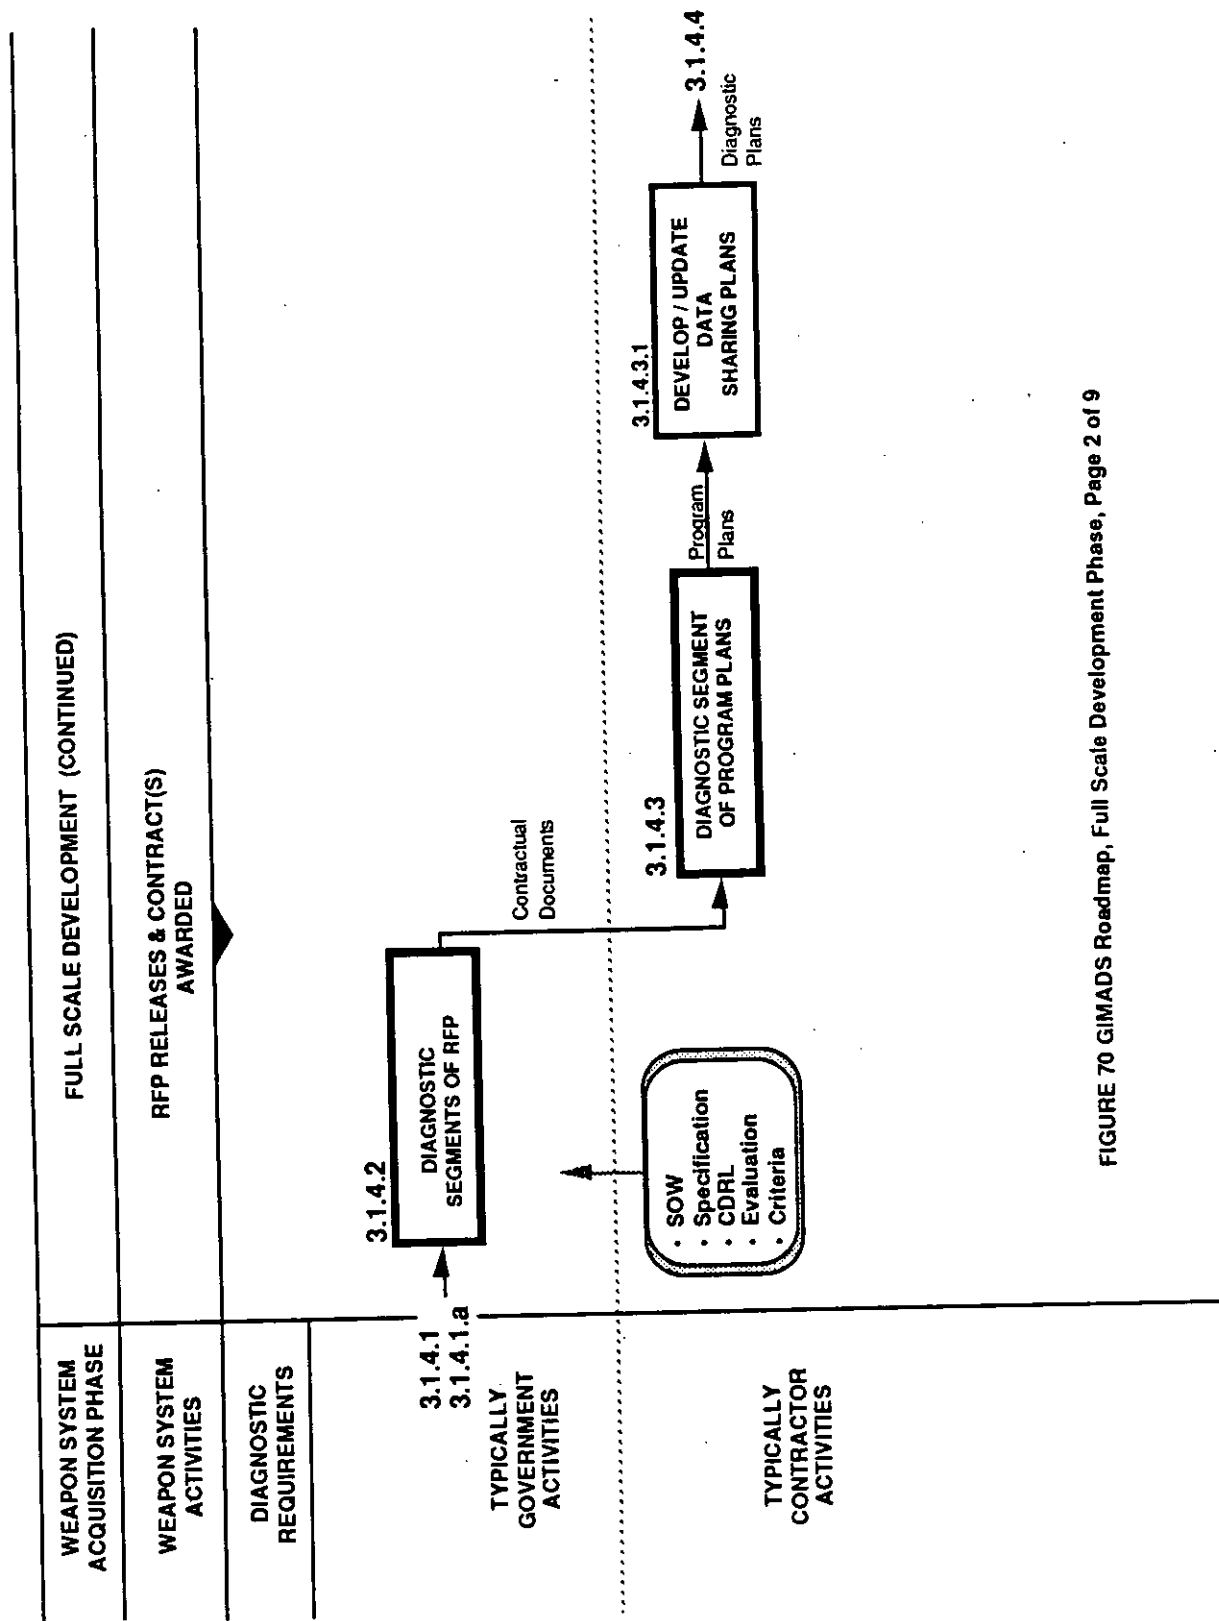 WEAPON SYSTEM
ACQUISITION PHASE
FULL SCALE DEVELOPMENT (CONTINUED)
WEAPON SYSTEM
ACTIVITIES
RFP RELEASES & CONTRACT(S)
AWARDED
DIAGNOSTIC
REQUIREMENTS
3.1.4.1
3.1.4.1.a
TYPICALLY
GOVERNMENT
ACTIVITIES
3.1.4.2
DIAGNOSTIC
SEGMENTS OF RFP
Contractual
Documents
TYPICALLY
CONTRACTOR
ACTIVITIES
• SOW
• Specification
• CDRL
• Evaluation
• Criteria
3.1.4.3
DIAGNOSTIC SEGMENT
OF PROGRAM PLANS
Program
Plans
3.1.4.3.1
DEVELOP / UPDATE
DATA
SHARING PLANS
3.1.4.4
Diagnostic
Plans
FIGURE 70 GIMADS Roadmap, Full Scale Development Phase, Page 2 of 9